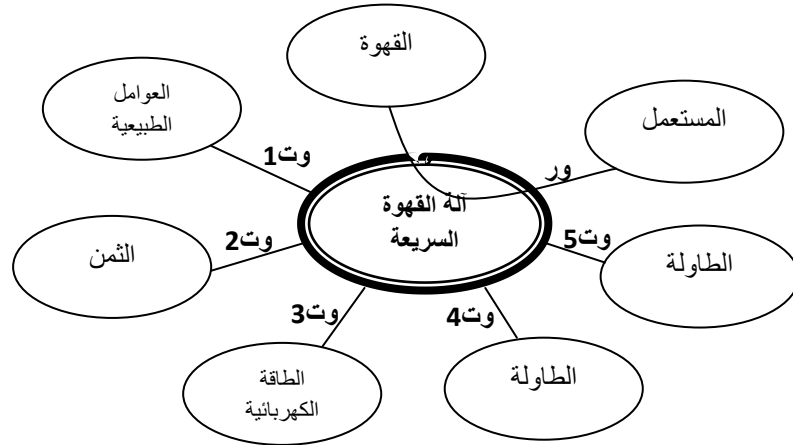 القهوة
المستعمل
العوامل
الطبيعية
وت1
ور
آلة القهوة
السريعة
وت5
الطاولة
وت2
الثمن
وت3
وت4
الطاقة
الكهربائية
الطاولة